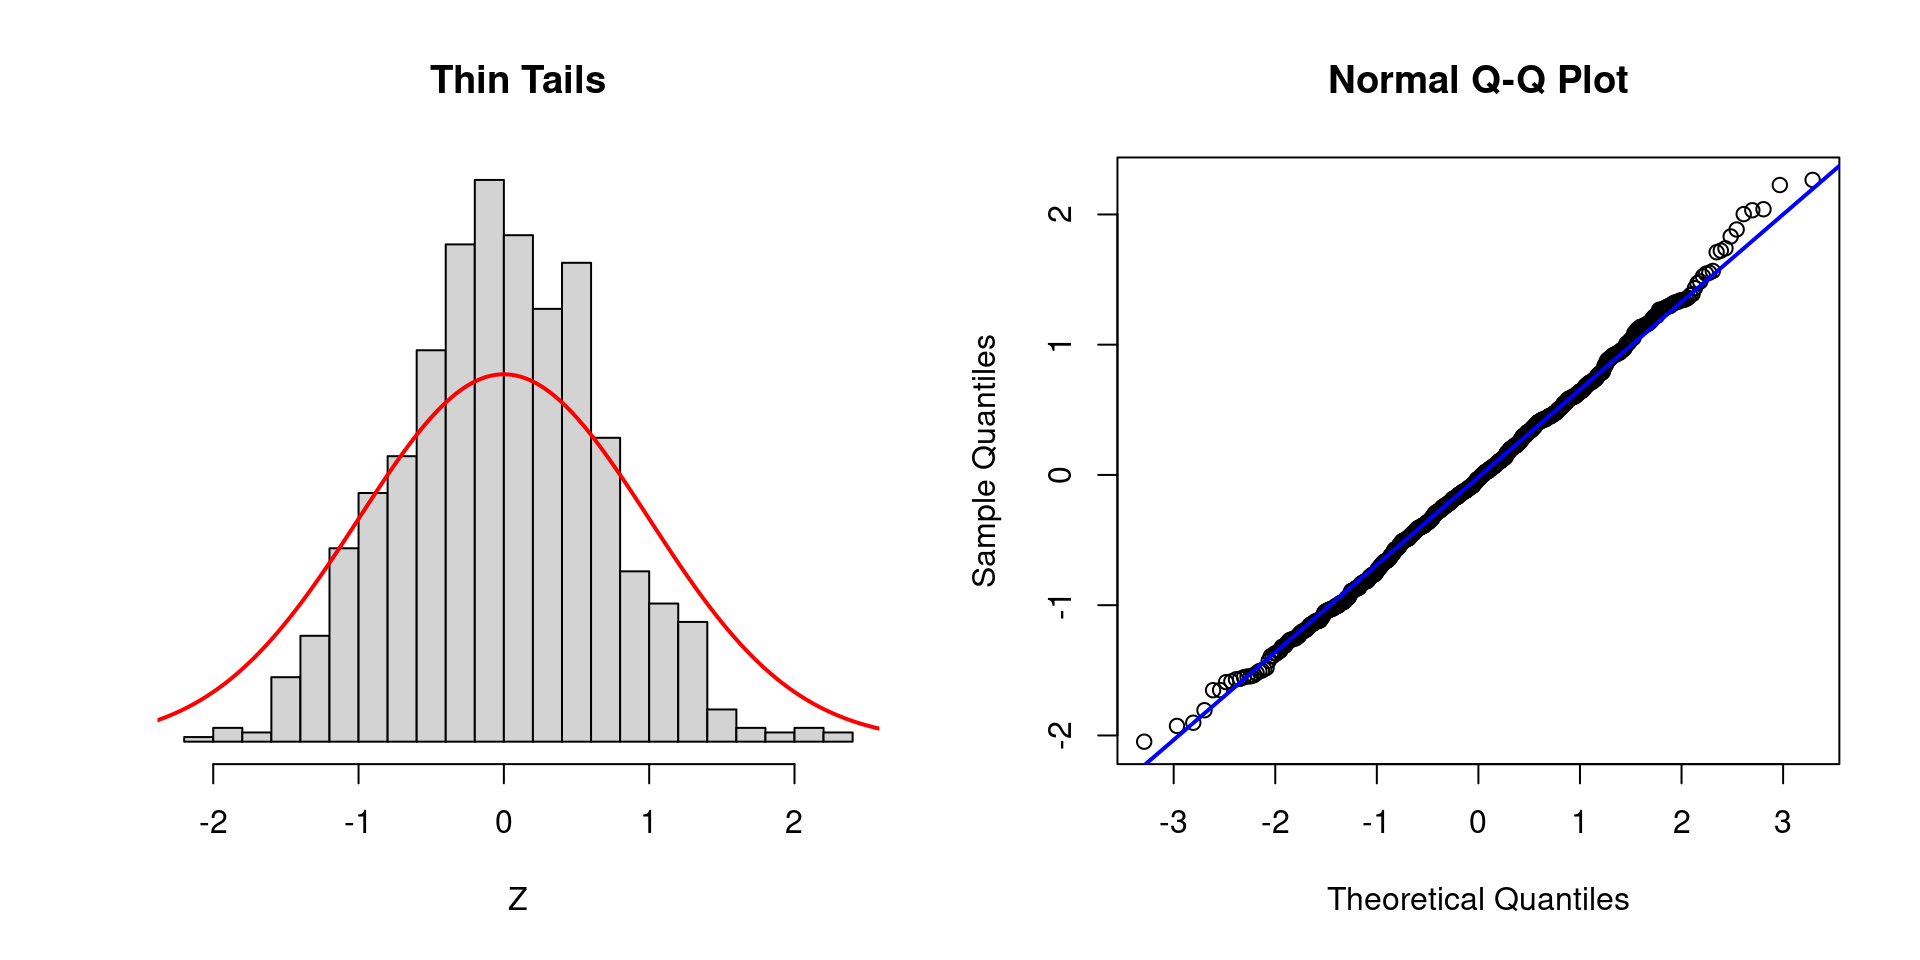 Thin Tails
-2 -1 0 1 2
Z
Normal Q-Q Plot
Sample Quantiles
2
1
0
-1
-2
-3 -2 -1 0 1 2 3
Theoretical Quantiles